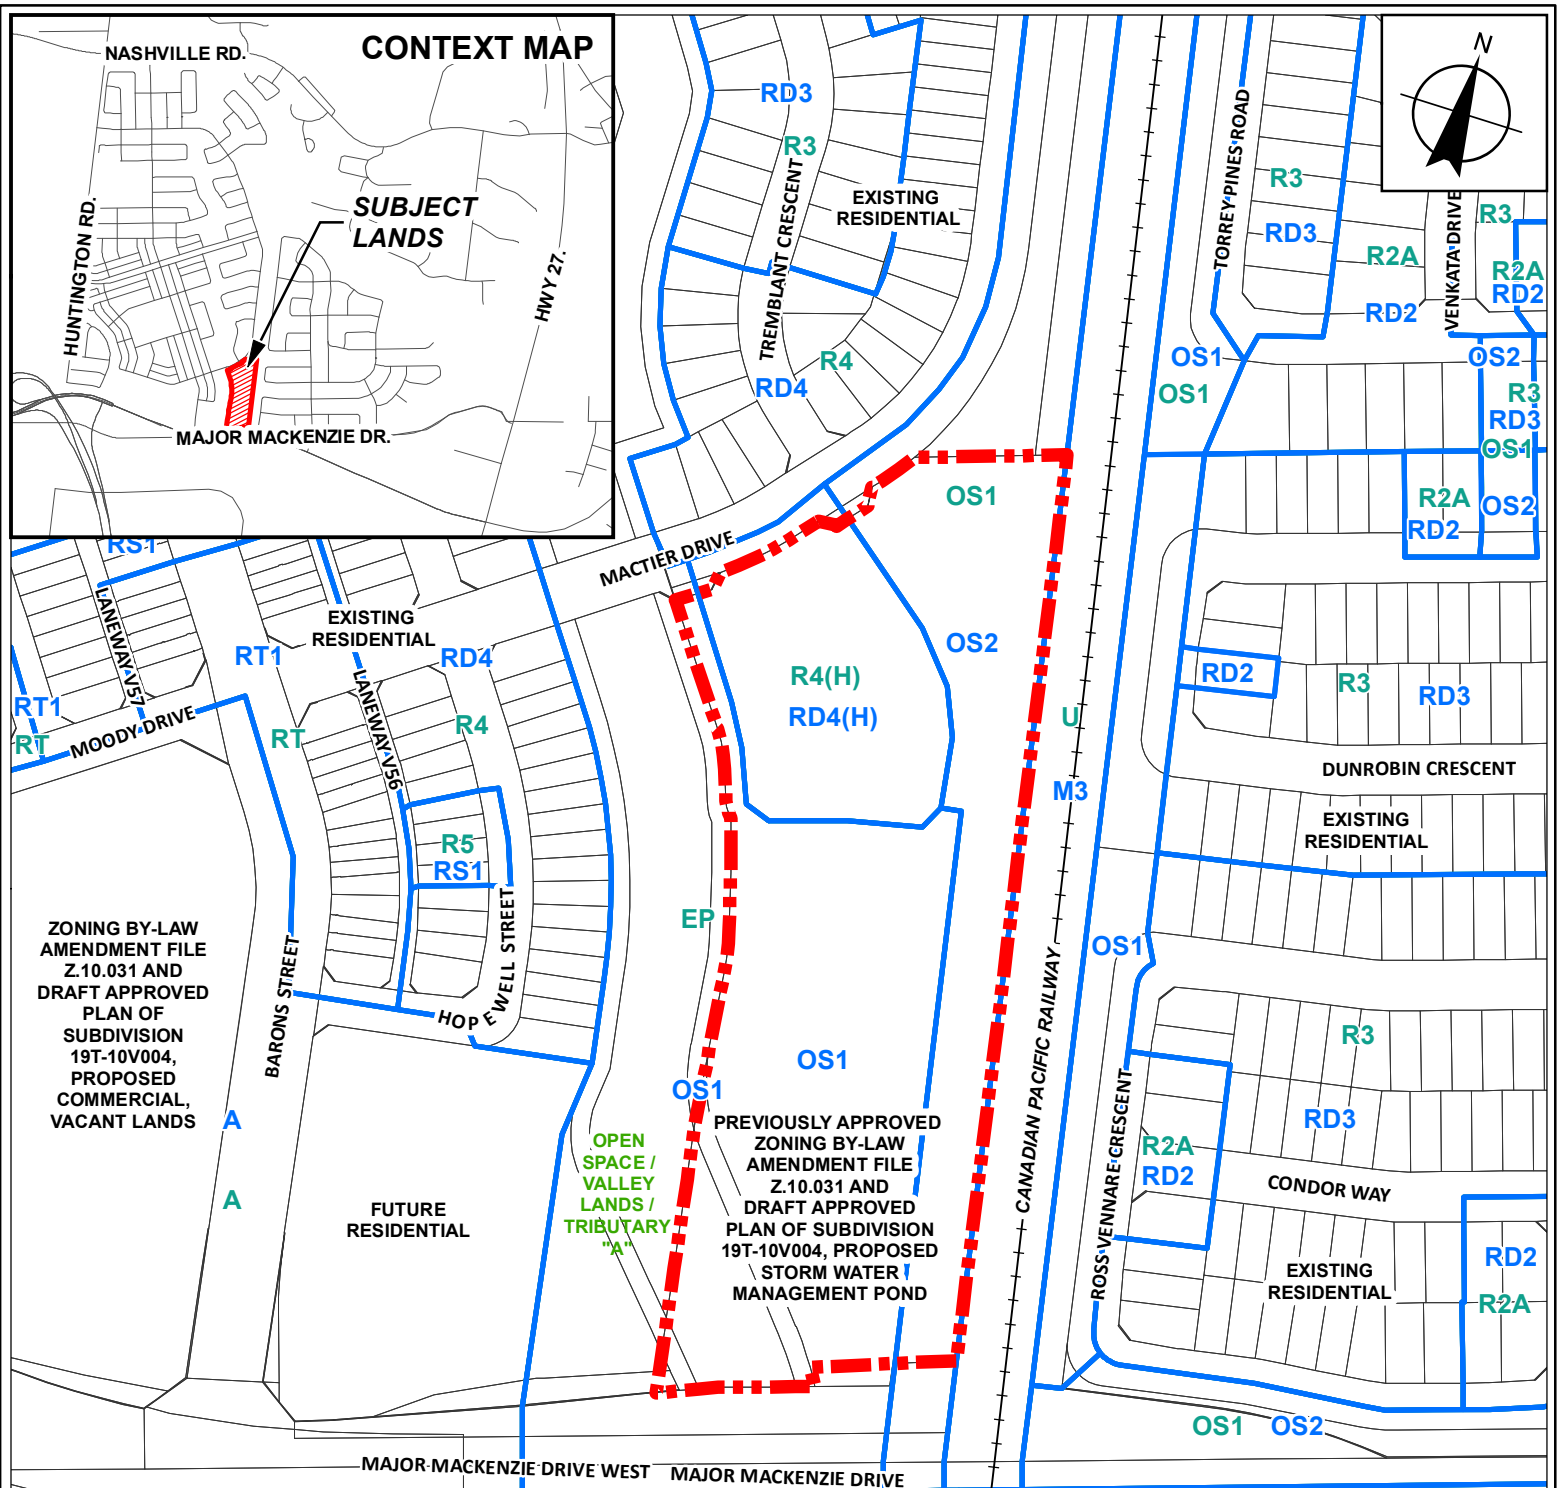 CONTEXT MAP
NASHVILLE RD.
HUNTINGTON RD.
SUBJECT
LANDS
HWY 27.
MAJOR MACKENZIE DR.
N
RD3
R3
TREMBLANT CRESCENT
EXISTING
RESIDENTIAL
R4
RD4
TORREY PINES ROAD
R3
RD3
R2A
RD2
VENKATA DRIVE
R3
R2A
RD2
OS1
OS1
OS2
R3
RD3
OS1
R2A
RD2
OS2
OS1
MACTIER DRIVE
RS1
LANEWAY V57
EXISTING
RESIDENTIAL
RT1
RD4
LANEWAY V56
RT1
RT
MOODY DRIVE
RT
R4
R5
RS1
HOPEWELL STREET
OS2
R4(H)
RD4(H)
U
M3
RD2
R3
RD3
DUNROBIN CRESCENT
EXISTING
RESIDENTIAL
EP
OS1
ZONING BY-LAW
AMENDMENT FILE
Z.10.031 AND
DRAFT APPROVED
PLAN OF
SUBDIVISION
19T-10V004,
PROPOSED
COMMERCIAL,
VACANT LANDS
BARONS STREET
A
A
FUTURE
RESIDENTIAL
OS1
OS1
OPEN
SPACE /
VALLEY
LANDS /
TRIBUTARY
"A"
PREVIOUSLY APPROVED
ZONING BY-LAW
AMENDMENT FILE
Z.10.031 AND
DRAFT APPROVED
PLAN OF SUBDIVISION
19T-10V004, PROPOSED
STORM WATER
MANAGEMENT POND
CANADIAN PACIFIC RAILWAY
ROSS VENNARE CRESCENT
R3
RD3
R2A
RD2
CONDOR WAY
EXISTING
RESIDENTIAL
RD2
R2A
OS1
OS2
MAJOR MACKENZIE DRIVE WEST
MAJOR MACKENZIE DRIVE